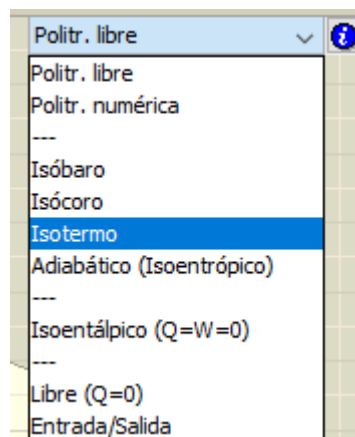 Politr. libre
Politr. libre
Politr. numérica
---
Isóbaro
Isócoro
Isotermo
Adiabático (Isoentrópico)
---
Isoentálpico (Q=W=0)
---
Libre (Q=0)
Entrada/Salida